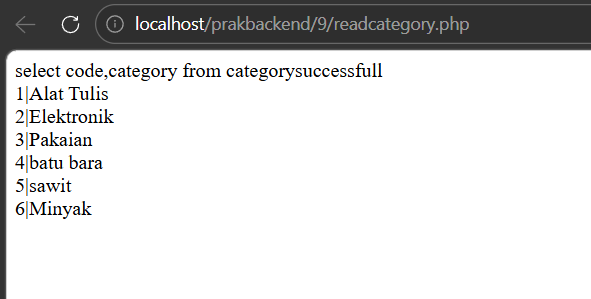 localhost/prakbackend/9/readcategory.php
select code,category from categorysuccessfull
1|Alat Tulis
2|Elektronik
3|Pakaian
4|batu bara
5|sawit
6|Minyak